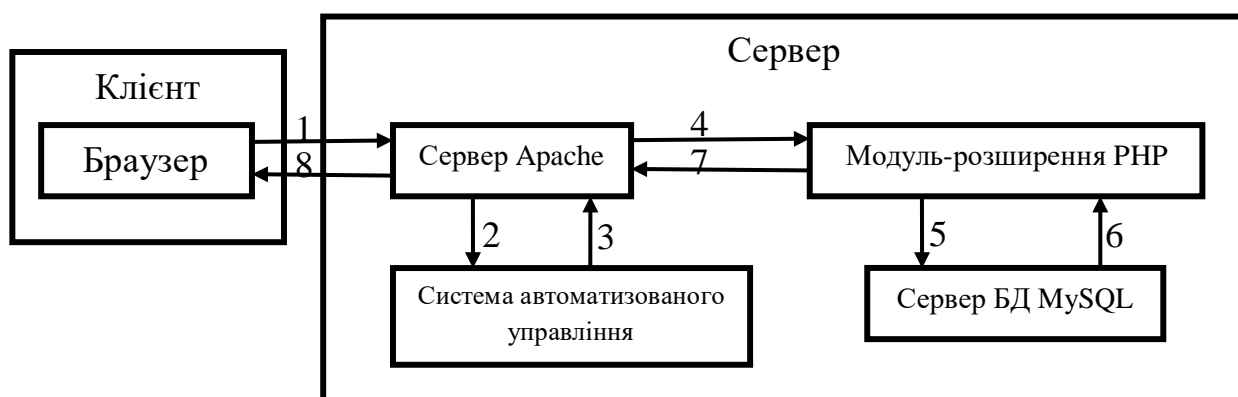 Сервер
Клієнт
Браузер
1
8
Сервер Apache
4
7
Модуль-розширення PHP
2
3
5
6
Система автоматизованого
управління
Сервер БД MySQL